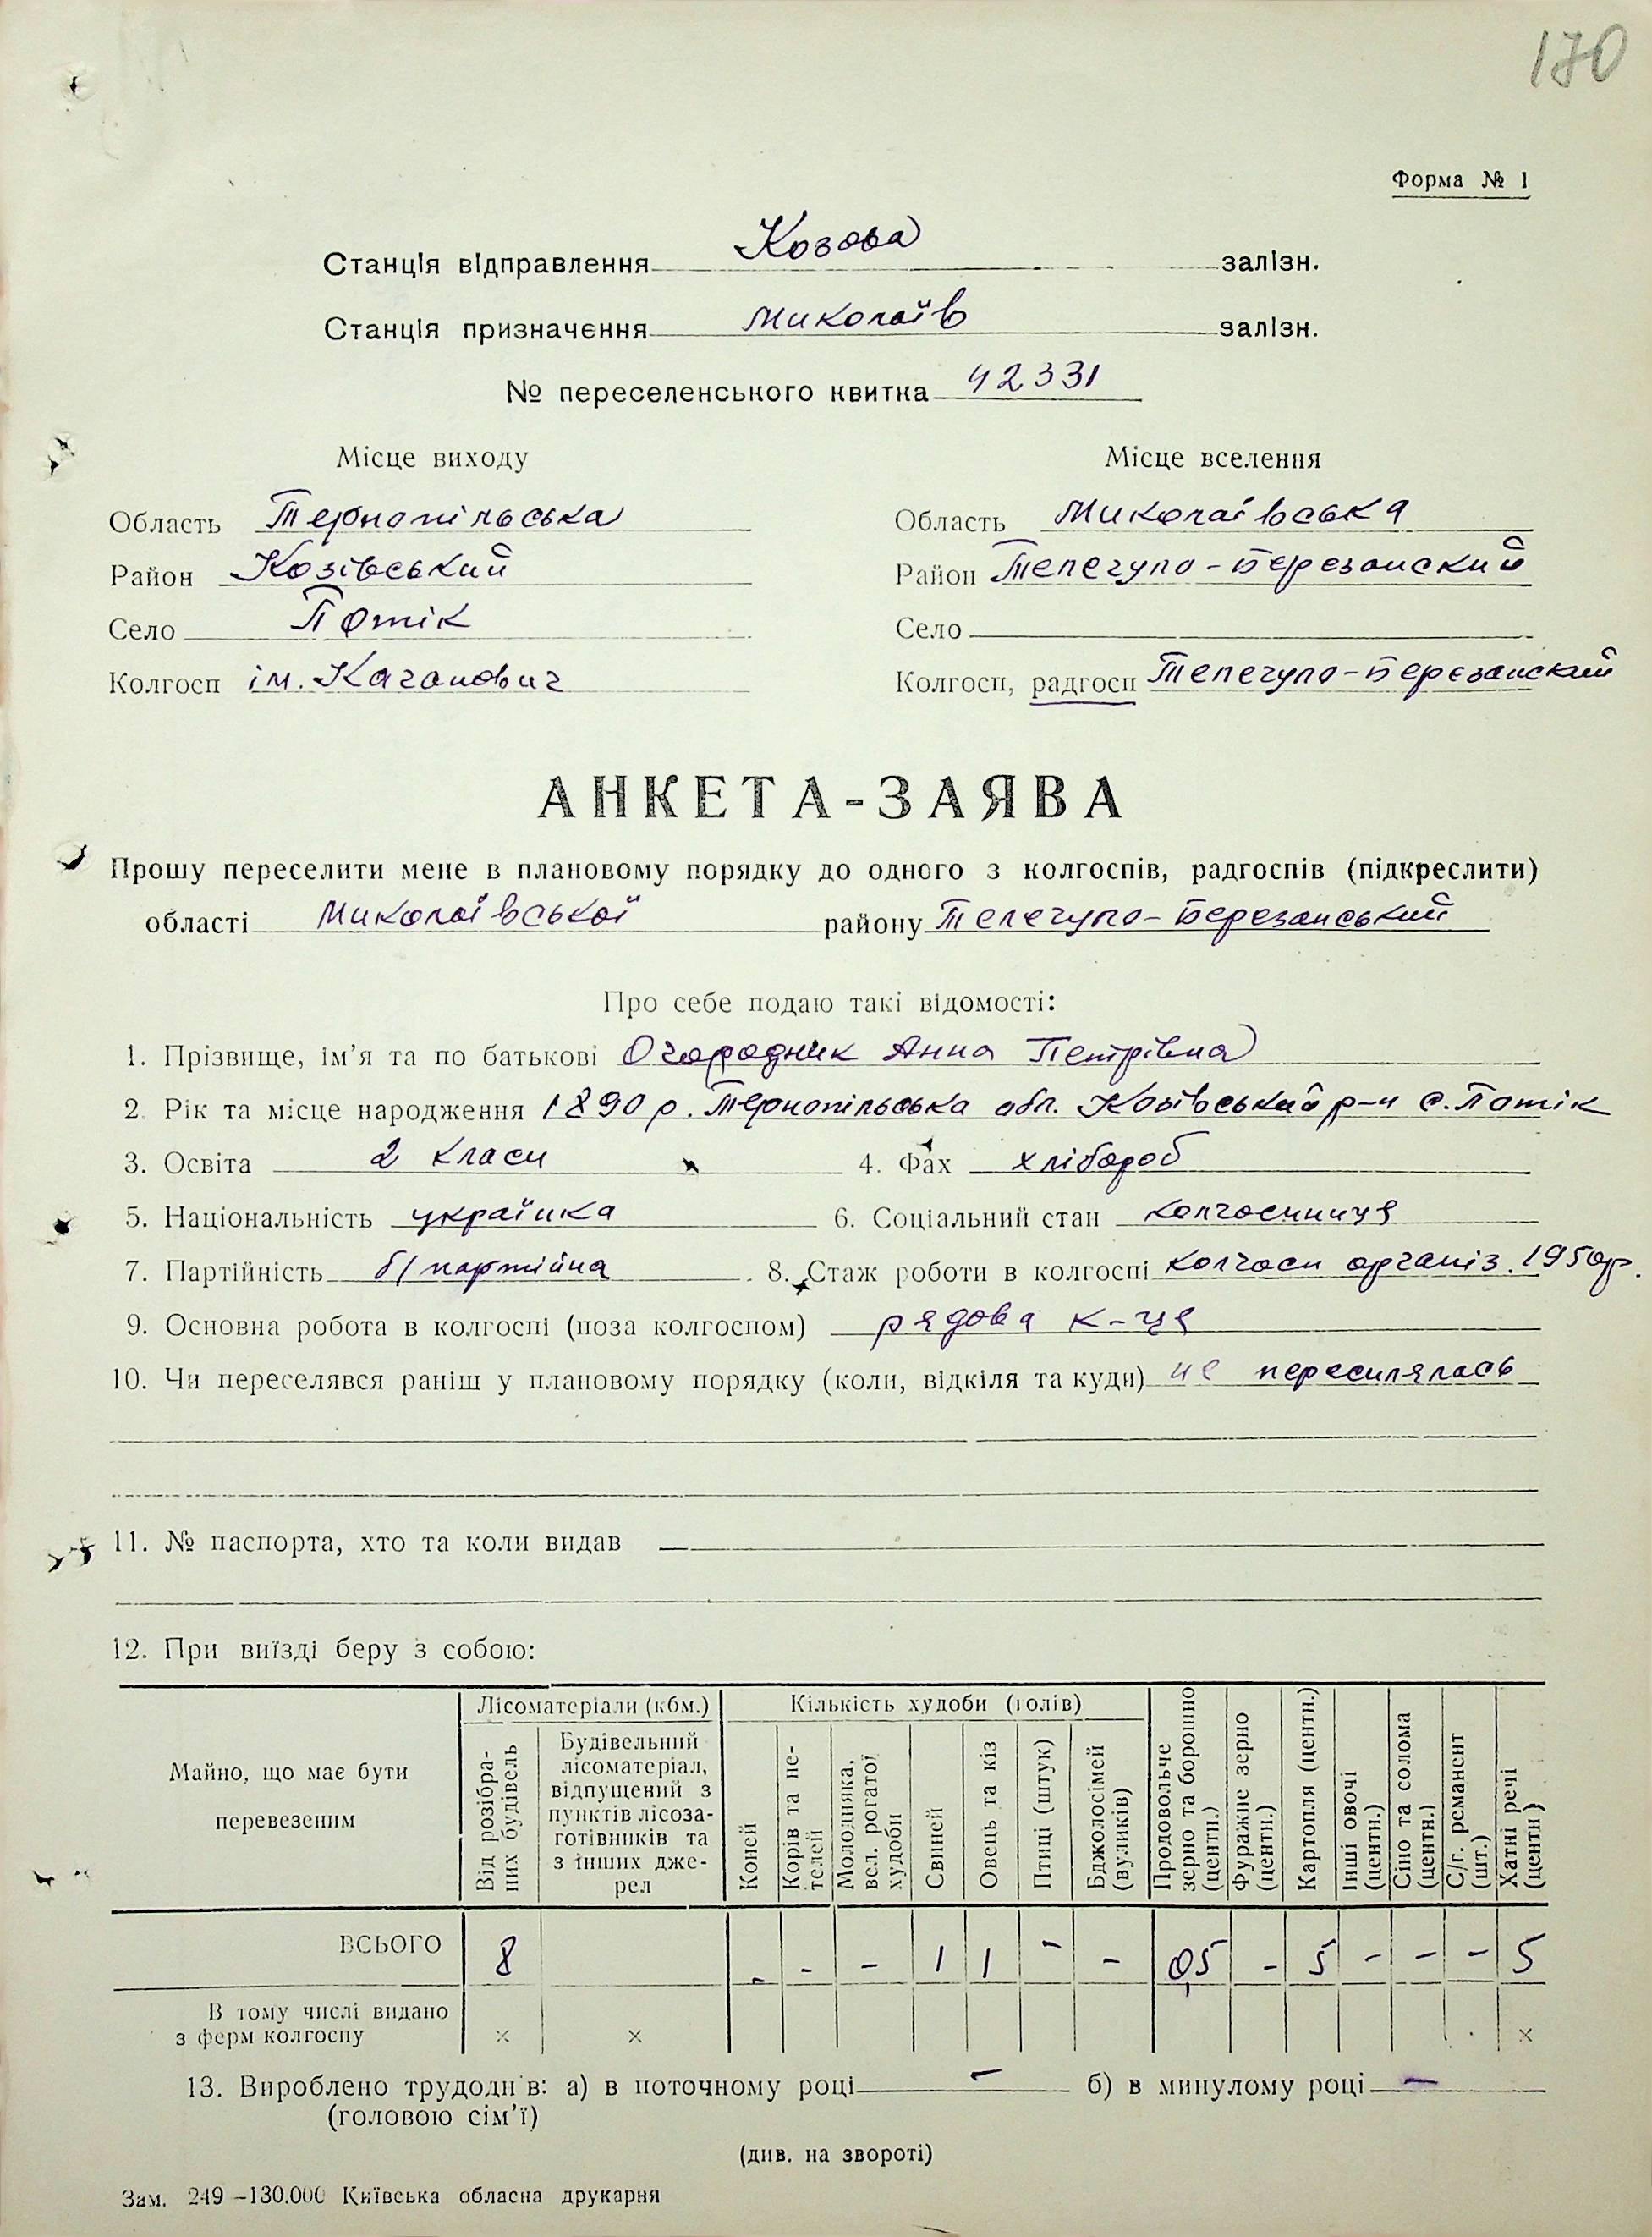 170
Форма № 1
Станція відправлення Козова залізн.
Станція призначення Миколаїв залізн.
№ переселенського квитка 42331
Місце виходу Місце вселення
Область Тернопільська Область Миколаївська
Район Козівський Район Телегуло-Березанский
Село Потік Село
Колгосп ім. Каганович Колгосп, радгосп Телегуло-Березанский
АНКЕТА-ЗАЯВА
Прошу переселити мене в плановому порядку до одного з колгоспів, радгоспів (підкреслити)
області Миколаївської району Телегуло-Березанський
Про себе подаю такі відомості:
1. Прізвище, ім'я та по батькові Огородник Анна Петрівна
2. Рік та місце народження 1890 р. Тернопільська обл. Козівський р-н с. Потік
3. Освіта 2 класи 4. Фах хлібороб
5. Національність українка 6. Соціальний стан колгоспниця
7. Партійність б/партійна 8. Стаж роботи в колгоспі колгосп організ. 1950р.
9. Основна робота в колгоспі (поза колгоспом) рядова к-ця
10. Чи переселявся раніш у плановому порядку (коли, відкіля та куди) не пересилялась
11. № паспорта, хто та коли видав —
12. При виїзді беру з собою:
Майно, що має бути перевезеним
Лісоматеріали (кбм.)
Від розібраних будівель
Будівельний лісоматеріал, відпущений з пунктів лісозаготівників та з інших джерел
Кількість худоби (голів)
Коней
Корів та нетелей
Молодняка, вел. рогатої худоби
Свиней
Овець та кіз
Птиці (штук)
Бджолосімей (вуликів)
Продовольче зерно та борошно (центн.)
Фуражне зерно (центн.)
Картопля (центн.)
Інші овочі (центн.)
Сіно та солома (центн.)
С/г. реманент (шт.)
Хатні речі (центн)
ВСЬОГО 8 - - - 1 1 - - 0,5 - 5 - - - 5
В тому числі видано
з ферм колгоспу × × ×
13. Вироблено трудодн в: а) в поточному році — б) в минулому році —
(головою сім'ї)
(див. на звороті)
Зам. 249 –130.000 Київська обласна друкарня